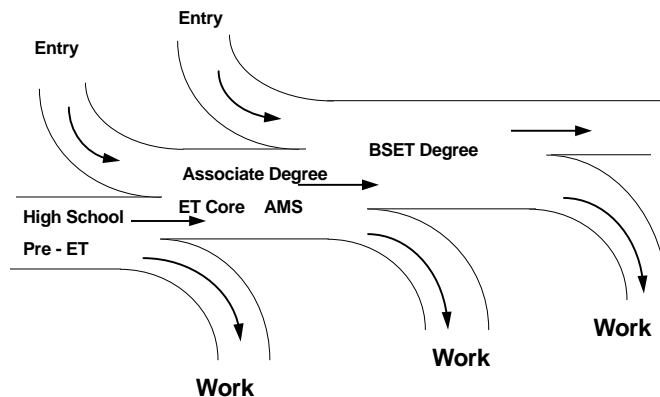 Entry
Entry
BSET Degree
Associate Degree
ET Core AMS
High School
Pre - ET
Work
Work
Work